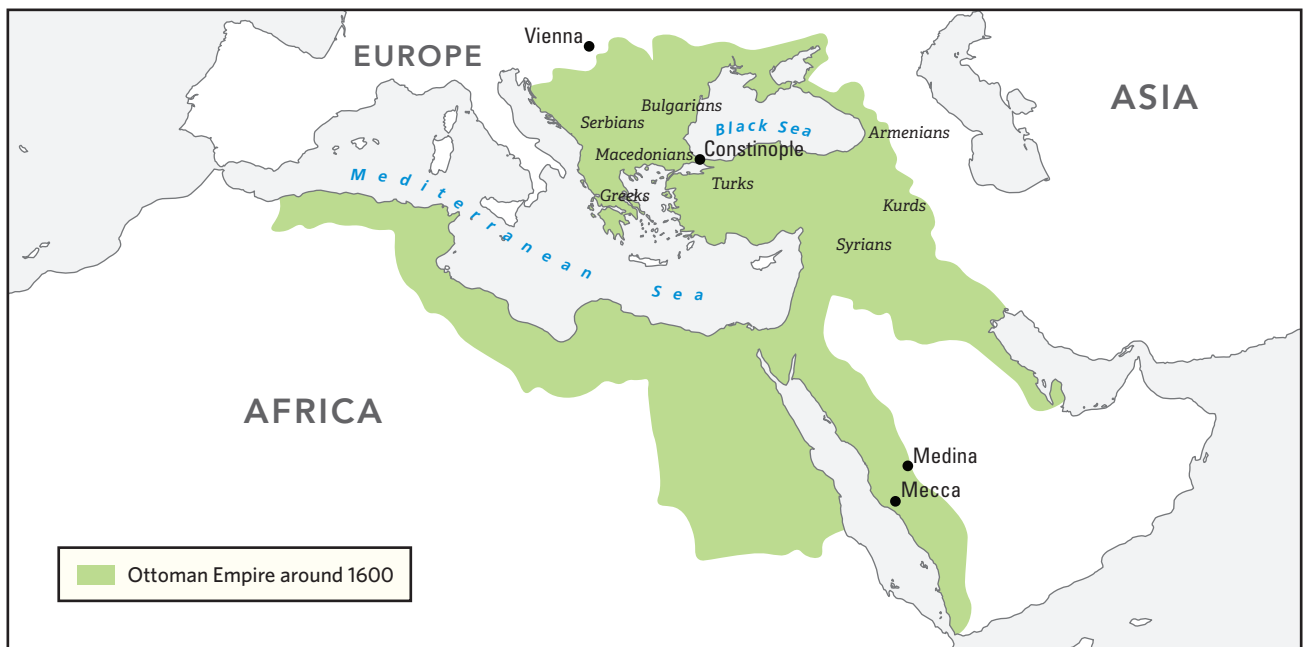 Vienna
EUROPE
ASIA
Bulgarians
Serbians
Black Sea
Armenians
Macedonians
Constinople
Mediterranean Sea
Turks
Greeks
Kurds
Syrians
AFRICA
Medina
Mecca
Ottoman Empire around 1600